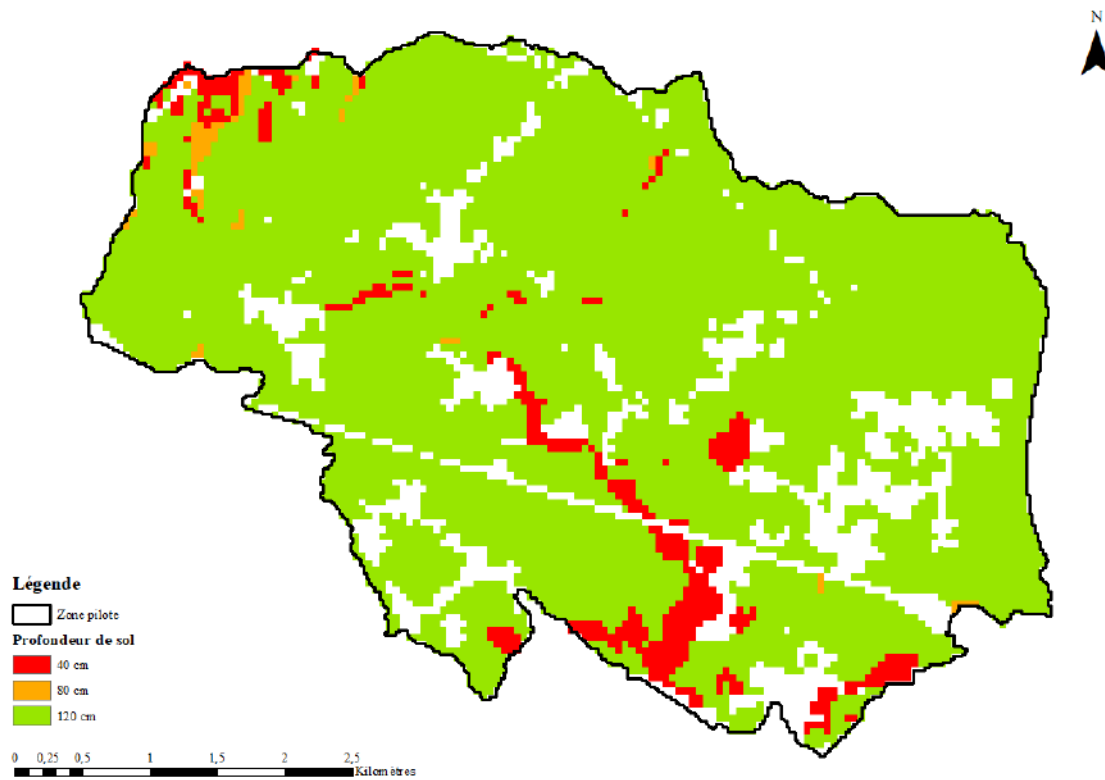 N
Légende
Zone pilote
Profondeur de sol
40 cm
80 cm
120 cm
0 0,25 0,5 1 1,5 2 2,5
Kilomètres